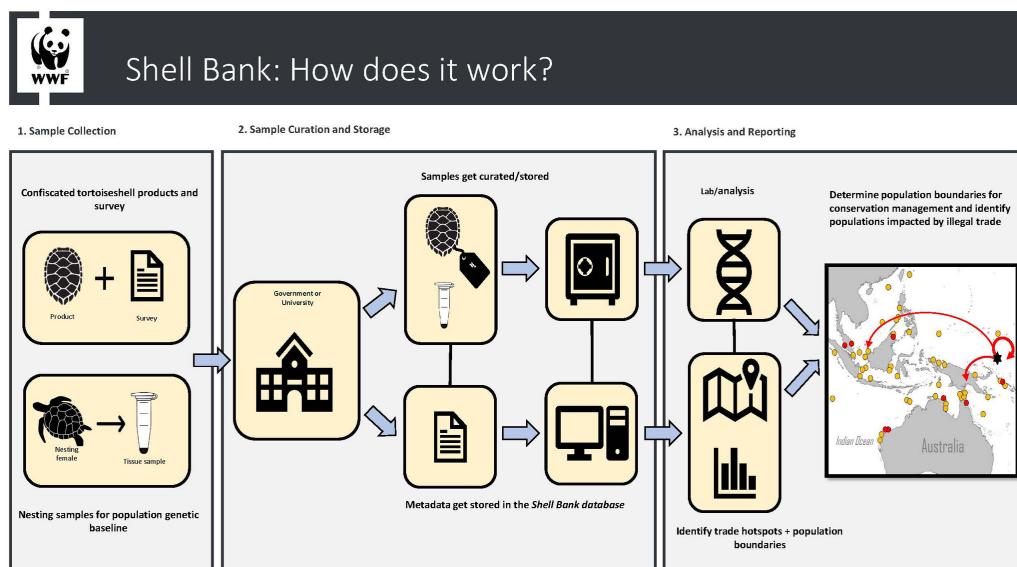 WWF
Shell Bank: How does it work?
1. Sample Collection
2. Sample Curation and Storage
3. Analysis and Reporting
Confiscated tortoiseshell products and
survey
Product
Survey
Nesting
female
Tissue sample
Nesting samples for population genetic
baseline
Government or
University
Samples get curated/stored
Metadata get stored in the Shell Bank database
Lab/analysis
Identify trade hotspots + population
boundaries
Determine population boundaries for
conservation management and identify
populations impacted by illegal trade
Indian Ocean
Australia